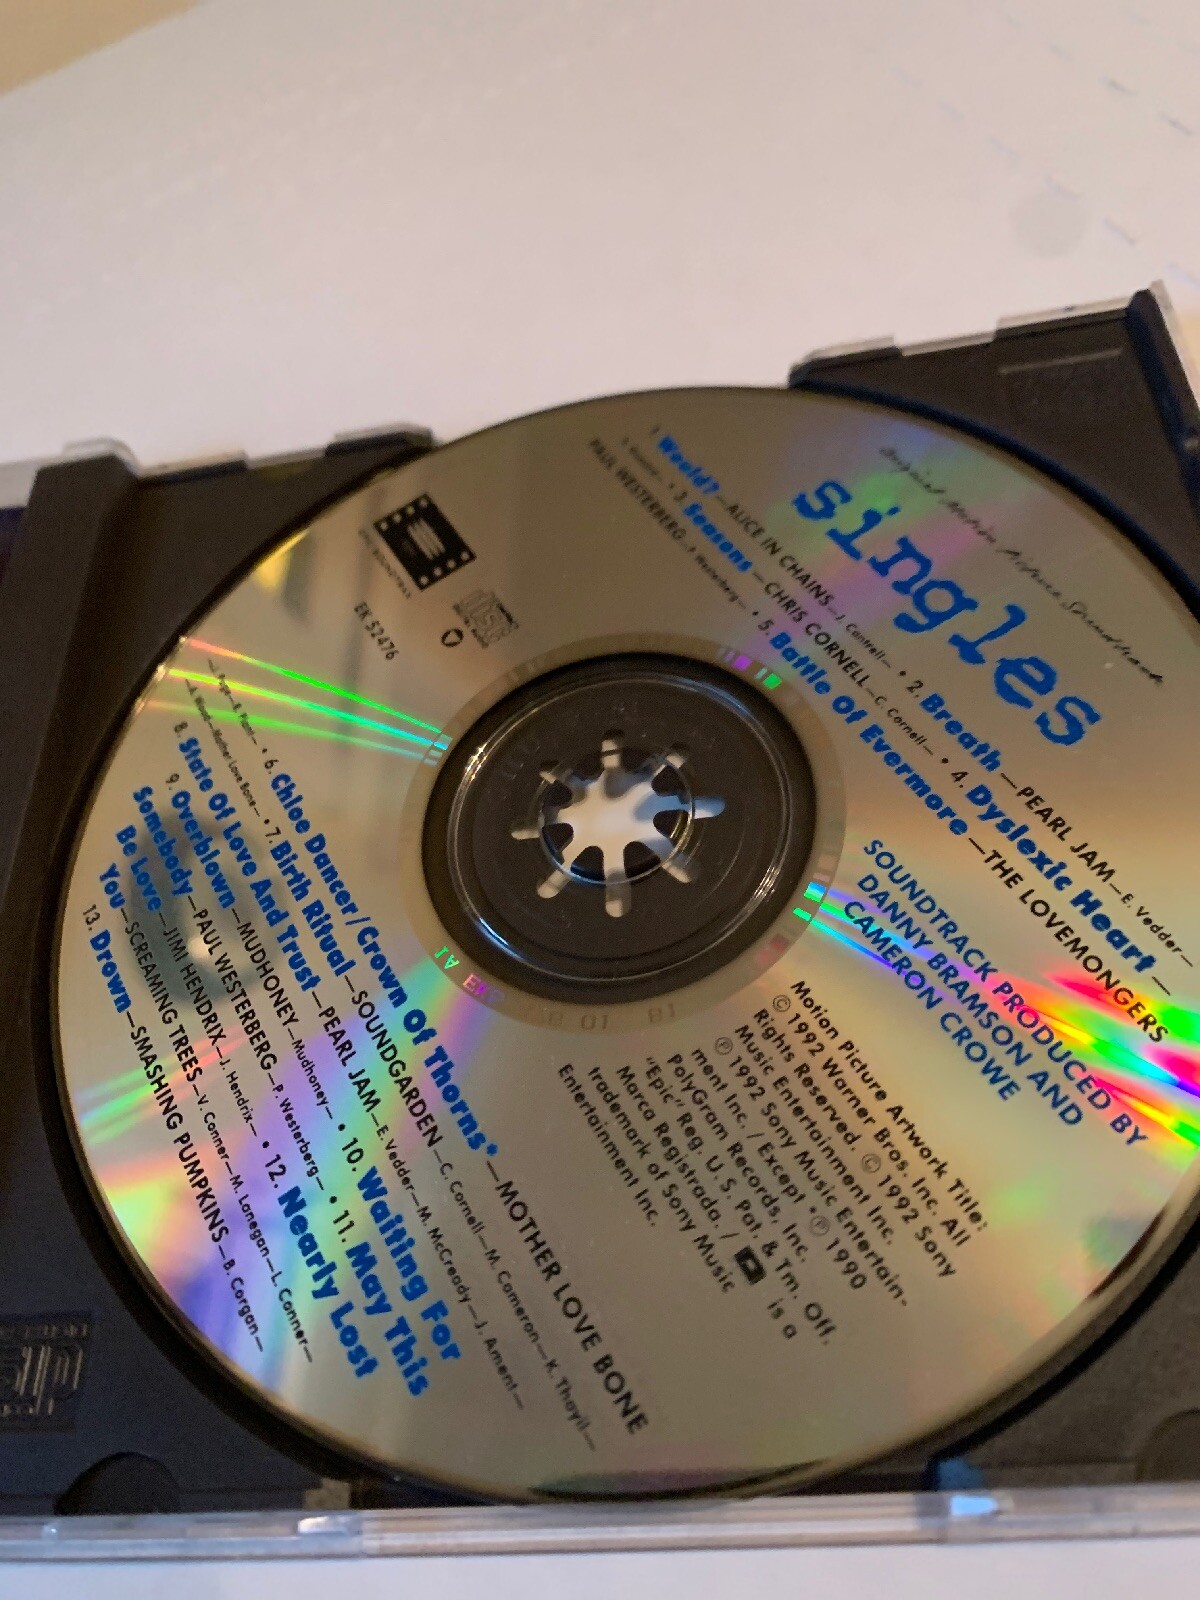 Original Motion Picture Soundtrack
singles
1. Would?—ALICE IN CHAINS—J. Cantrell— • 2. Breath—PEARL JAM—E. Vedder—
• 3. Seasons—CHRIS CORNELL—C. Cornell— • 4. Dyslexic Heart—
PAUL WESTERBERG—P. Westerberg— • 5. Battle Of Evermore—THE LOVEMONGERS
SOUNDTRACK PRODUCED BY
DANNY BRAMSON AND
CAMERON CROWE
EK 52476
—J. Page—R. Plant— • 6. Chloe Dancer/Crown Of Thorns*—MOTHER LOVE BONE
—A. Wood—Mother Love Bone— • 7. Birth Ritual—SOUNDGARDEN—C. Cornell—M. Cameron—K. Thayil—
8. State Of Love And Trust—PEARL JAM—E. Vedder—M. McCready—J. Ament—
9. Overblown—MUDHONEY—Mudhoney— • 10. Waiting For
Somebody—PAUL WESTERBERG—P. Westerberg— • 11. May This
Be Love—JIMI HENDRIX—J. Hendrix— • 12. Nearly Lost
You—SCREAMING TREES—V. Conner—M. Lanegan—L. Conner—
13. Drown—SMASHING PUMPKINS—B. Corgan—
Motion Picture Artwork Title:
© 1992 Warner Bros. Inc. All
Rights Reserved. © 1992 Sony
Music Entertainment Inc.
℗ 1992 Sony Music Entertain-
ment Inc./Except *℗ 1990
PolyGram Records, Inc.
"Epic" Reg. U.S. Pat. & Tm. Off.
Marca Registrada./ is a
trademark of Sony Music
Entertainment Inc.